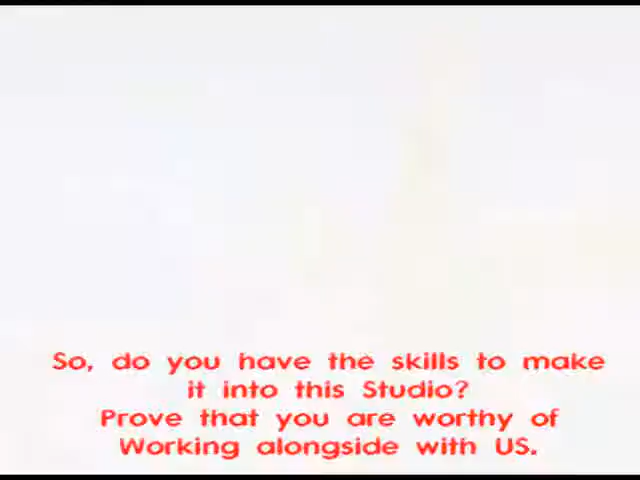 So, do you have the skills to make
it into this Studio?
Prove that you are worthy of
Working alongside with US.